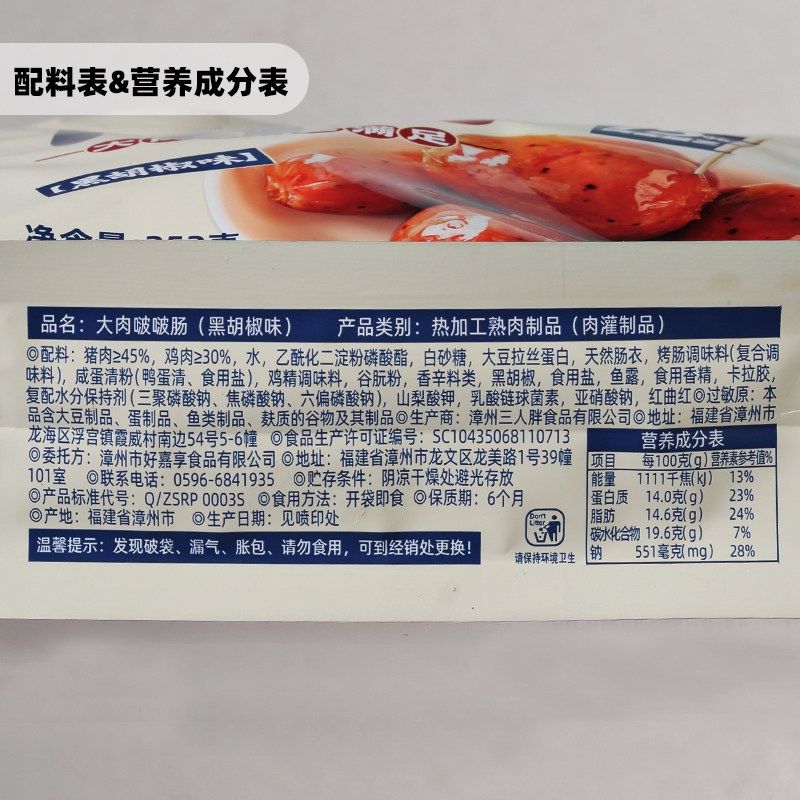 配料表&营养成分表
满足
【黑胡椒味】
净含量
品名：大肉啵啵肠（黑胡椒味） 产品类别：热加工熟肉制品（肉灌制品）
◎配料：猪肉≥45%，鸡肉≥30%，水，乙酰化二淀粉磷酸酯，白砂糖，大豆拉丝蛋白，天然肠衣，烤肠调味料(复合调
味料)，咸蛋清粉(鸭蛋清、食用盐)，鸡精调味料，谷朊粉，香辛料类，黑胡椒，食用盐，鱼露，食用香精，卡拉胶，
复配水分保持剂(三聚磷酸钠、焦磷酸钠、六偏磷酸钠)，山梨酸钾，乳酸链球菌素，亚硝酸钠，红曲红◎过敏原：本
品含大豆制品、蛋制品、鱼类制品、麸质的谷物及其制品◎生产商：漳州三人胖食品有限公司◎地址：福建省漳州市
龙海区浮宫镇霞威村南边54号5-6幢 ◎食品生产许可证编号：SC10435068110713
◎委托方：漳州市好嘉享食品有限公司 ◎地址：福建省漳州市龙文区龙美路1号39幢
101室 ◎联系电话：0596-6841935 ◎贮存条件：阴凉干燥处避光存放
◎产品标准代号：Q/ZSRP 0003S ◎食用方法：开袋即食 ◎保质期：6个月
◎产地：福建省漳州市 ◎生产日期：见喷印处
温馨提示：发现破袋、漏气、胀包、请勿食用，可到经销处更换！
Don't
Litter
请保持环境卫生
营养成分表
项目 每100克(g) 营养素参考值%
能量 1111千焦(kJ) 13%
蛋白质 14.0克(g) 23%
脂肪 14.6克(g) 24%
碳水化合物 19.6克(g) 7%
钠 551毫克(mg) 28%